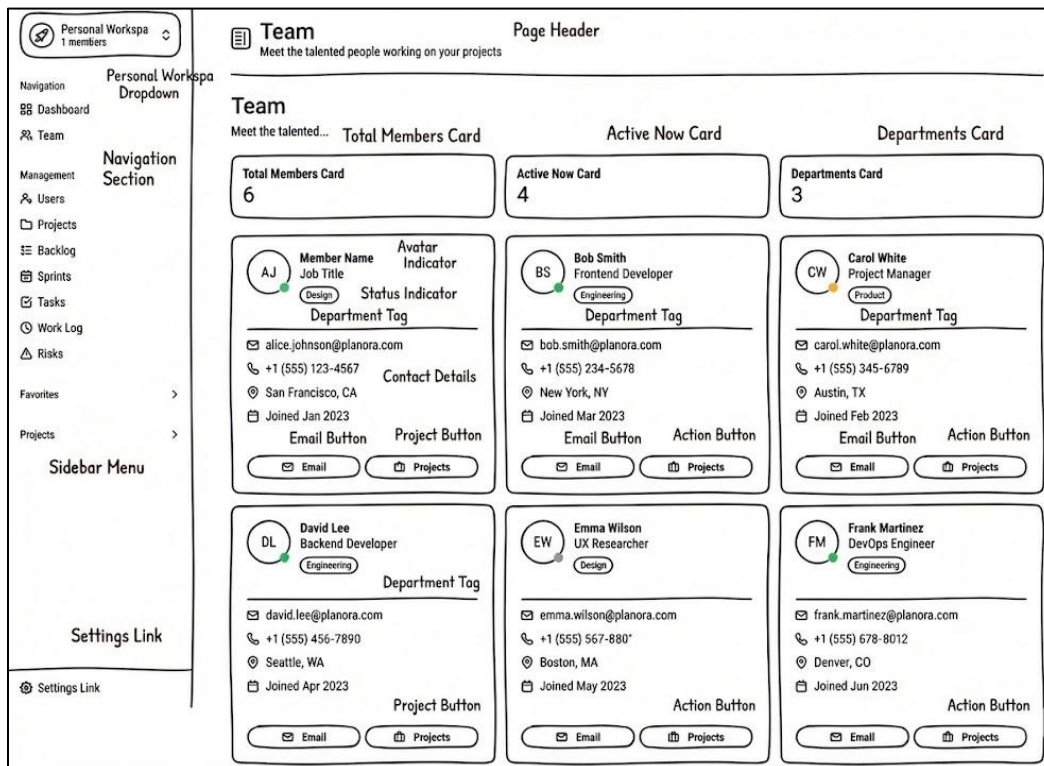 Personal Workspa
1 members
Personal Workspa
Dropdown
Navigation
Dashboard
Team
Navigation
Section
Management
Users
Projects
Backlog
Sprints
Tasks
Work Log
Risks
Favorites
Projects
Sidebar Menu
Settings Link
Settings Link
Team
Meet the talented people working on your projects
Page Header
Team
Meet the talented...
Total Members Card
Active Now Card
Departments Card
Total Members Card
6
Active Now Card
4
Departments Card
3
AJ
Member Name
Job Title
Design
Avatar
Indicator
Status Indicator
Department Tag
alice.johnson@planora.com
+1 (555) 123-4567
San Francisco, CA
Joined Jan 2023
Contact Details
Email Button
Project Button
Email
Projects
BS
Bob Smith
Frontend Developer
Engineering
Department Tag
bob.smith@planora.com
+1 (555) 234-5678
New York, NY
Joined Mar 2023
Email Button
Action Button
Email
Projects
CW
Carol White
Project Manager
Product
Department Tag
carol.white@planora.com
+1 (555) 345-6789
Austin, TX
Joined Feb 2023
Email Button
Action Button
Email
Projects
DL
David Lee
Backend Developer
Engineering
Department Tag
david.lee@planora.com
+1 (555) 456-7890
Seattle, WA
Joined Apr 2023
Project Button
Email
Projects
EW
Emma Wilson
UX Researcher
Design
emma.wilson@planora.com
+1 (555) 567-880"
Boston, MA
Joined May 2023
Action Button
Email
Projects
FM
Frank Martinez
DevOps Engineer
Engineering
frank.martinez@planora.com
+1 (555) 678-8012
Denver, CO
Joined Jun 2023
Action Button
Email
Projects